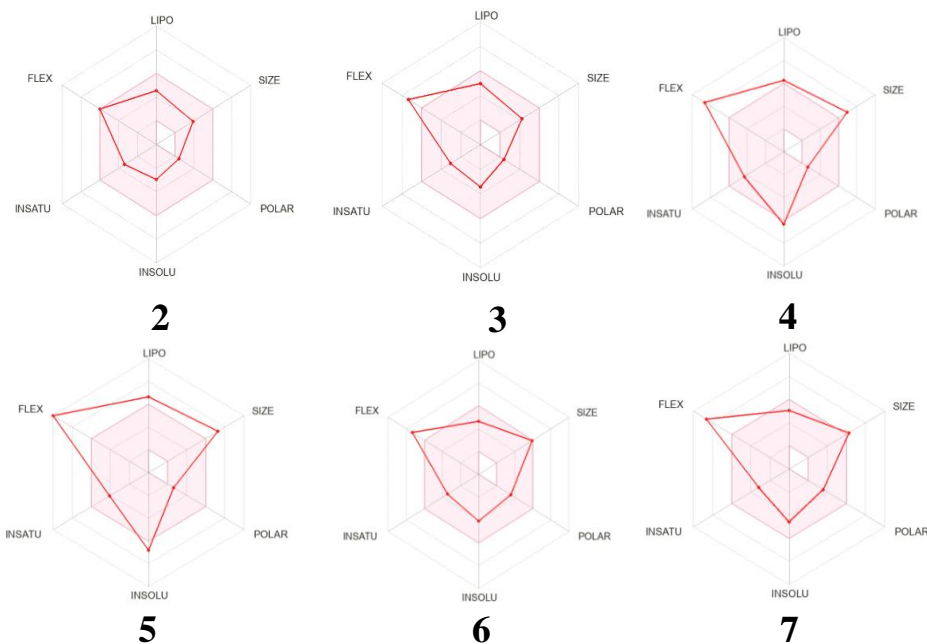 LIPO
FLEX
SIZE
INSATU
POLAR
INSOLU
2
LIPO
FLEX
SIZE
INSATU
POLAR
INSOLU
3
LIPO
FLEX
SIZE
INSATU
POLAR
INSOLU
4
LIPO
FLEX
SIZE
INSATU
POLAR
INSOLU
5
LIPO
FLEX
SIZE
INSATU
POLAR
INSOLU
6
LIPO
FLEX
SIZE
INSATU
POLAR
INSOLU
7